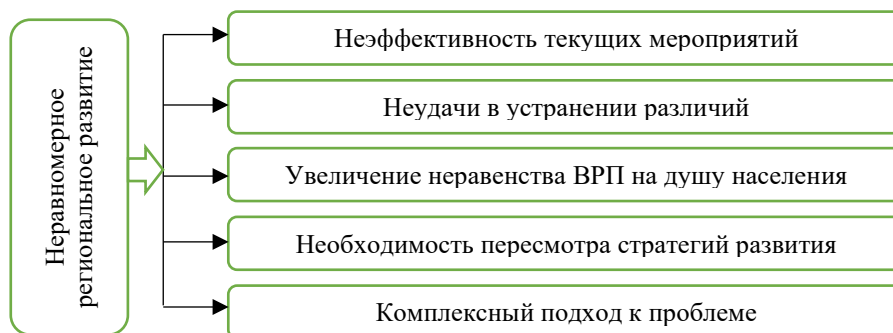 Неравномерное
региональное развитие
Неэффективность текущих мероприятий
Неудачи в устранении различий
Увеличение неравенства ВРП на душу населения
Необходимость пересмотра стратегий развития
Комплексный подход к проблеме